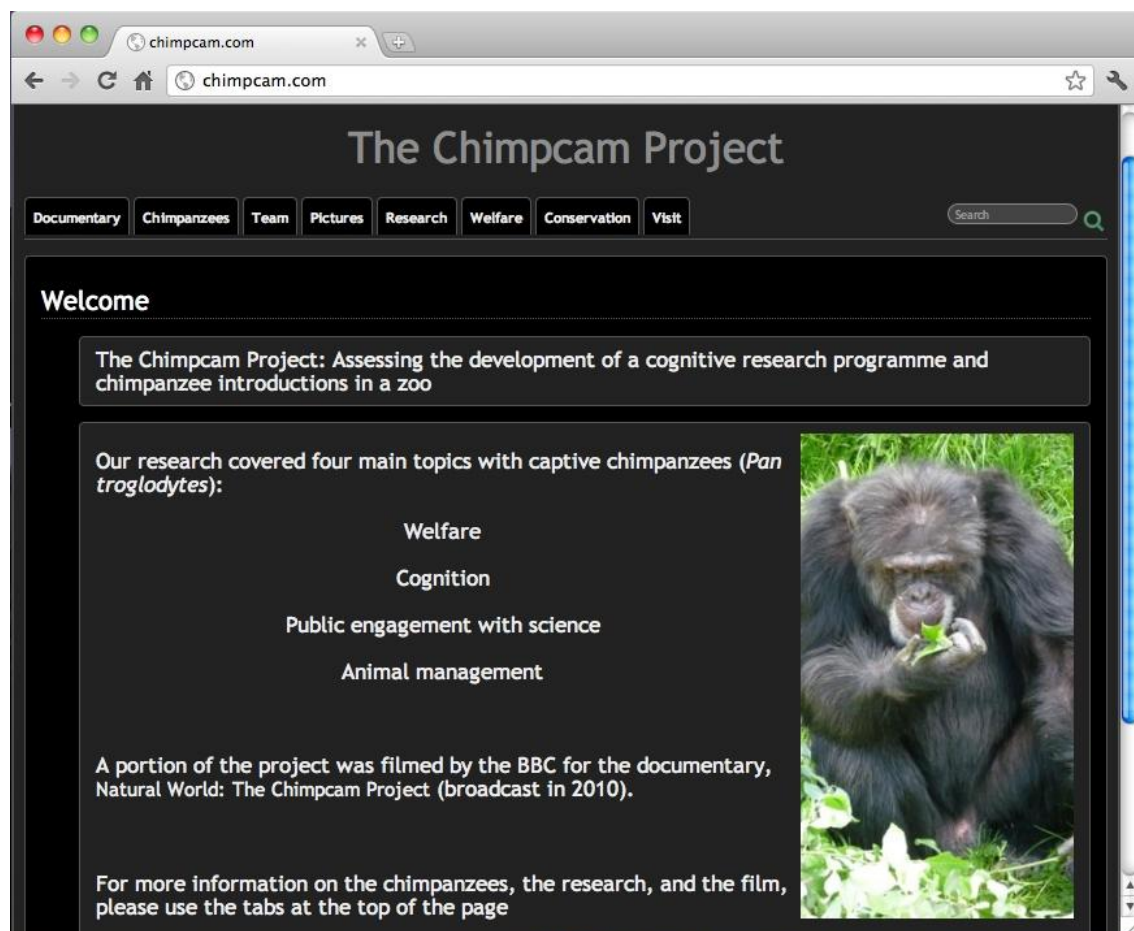 chimpcam.com
chimpcam.com
The Chimpcam Project
Documentary Chimpanzees Team Pictures Research Welfare Conservation Visit Search
Welcome
The Chimpcam Project: Assessing the development of a cognitive research programme and
chimpanzee introductions in a zoo
Our research covered four main topics with captive chimpanzees (Pan
troglodytes):
Welfare
Cognition
Public engagement with science
Animal management
A portion of the project was filmed by the BBC for the documentary,
Natural World: The Chimpcam Project (broadcast in 2010).
For more information on the chimpanzees, the research, and the film,
please use the tabs at the top of the page